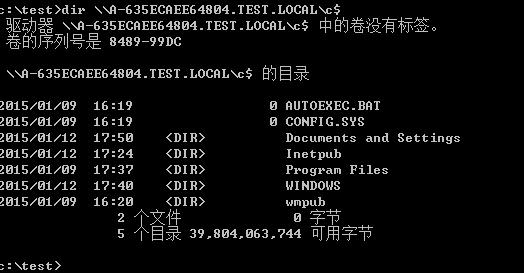 c:\test>dir \\A-635ECAEE64804.TEST.LOCAL\c$
驱动器 \\A-635ECAEE64804.TEST.LOCAL\c$ 中的卷没有标签。
卷的序列号是 8489-99DC
\\A-635ECAEE64804.TEST.LOCAL\c$ 的目录
2015/01/09 16:19 0 AUTOEXEC.BAT
2015/01/09 16:19 0 CONFIG.SYS
2015/01/12 17:50 <DIR> Documents and Settings
2015/01/12 17:24 <DIR> Inetpub
2015/01/09 17:37 <DIR> Program Files
2015/01/12 17:40 <DIR> WINDOWS
2015/01/09 16:20 <DIR> wmpub
2 个文件 0 字节
5 个目录 39,804,063,744 可用字节
c:\test>